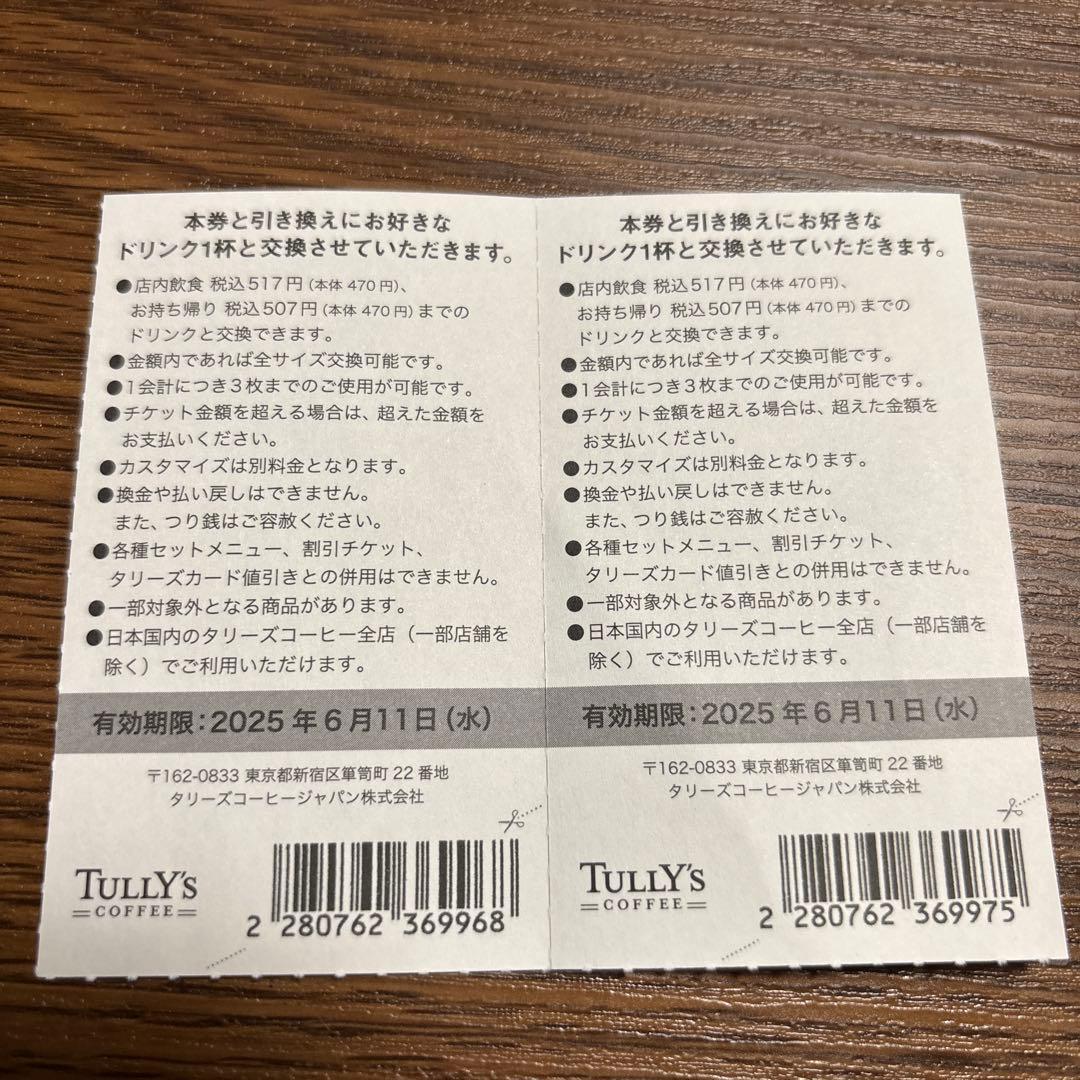 本券と引き換えにお好きな
ドリンク1杯と交換させていただきます。
●店内飲食 税込517円(本体 470円)、
お持ち帰り 税込507円(本体 470円)までの
ドリンクと交換できます。
●金額内であれば全サイズ交換可能です。
●1会計につき3枚までのご使用が可能です。
●チケット金額を超える場合は、超えた金額を
お支払いください。
●カスタマイズは別料金となります。
●換金や払い戻しはできません。
また、つり銭はご容赦ください。
●各種セットメニュー、割引チケット、
タリーズカード値引きとの併用はできません。
●一部対象外となる商品があります。
●日本国内のタリーズコーヒー全店(一部店舗を
除く)でご利用いただけます。
有効期限:2025年6月11日(水)
〒162-0833 東京都新宿区箪笥町 22 番地
タリーズコーヒージャパン株式会社
TULLY'S
COFFEE
2 280762 369968
本券と引き換えにお好きな
ドリンク1杯と交換させていただきます。
●店内飲食 税込517円(本体 470円)、
お持ち帰り 税込507円(本体 470円)までの
ドリンクと交換できます。
●金額内であれば全サイズ交換可能です。
●1会計につき3枚までのご使用が可能です。
●チケット金額を超える場合は、超えた金額を
お支払いください。
●カスタマイズは別料金となります。
●換金や払い戻しはできません。
また、つり銭はご容赦ください。
●各種セットメニュー、割引チケット、
タリーズカード値引きとの併用はできません。
●一部対象外となる商品があります。
●日本国内のタリーズコーヒー全店(一部店舗を
除く)でご利用いただけます。
有効期限:2025年6月11日(水)
〒162-0833 東京都新宿区箪笥町 22 番地
タリーズコーヒージャパン株式会社
TULLY'S
COFFEE
2 280762 369975